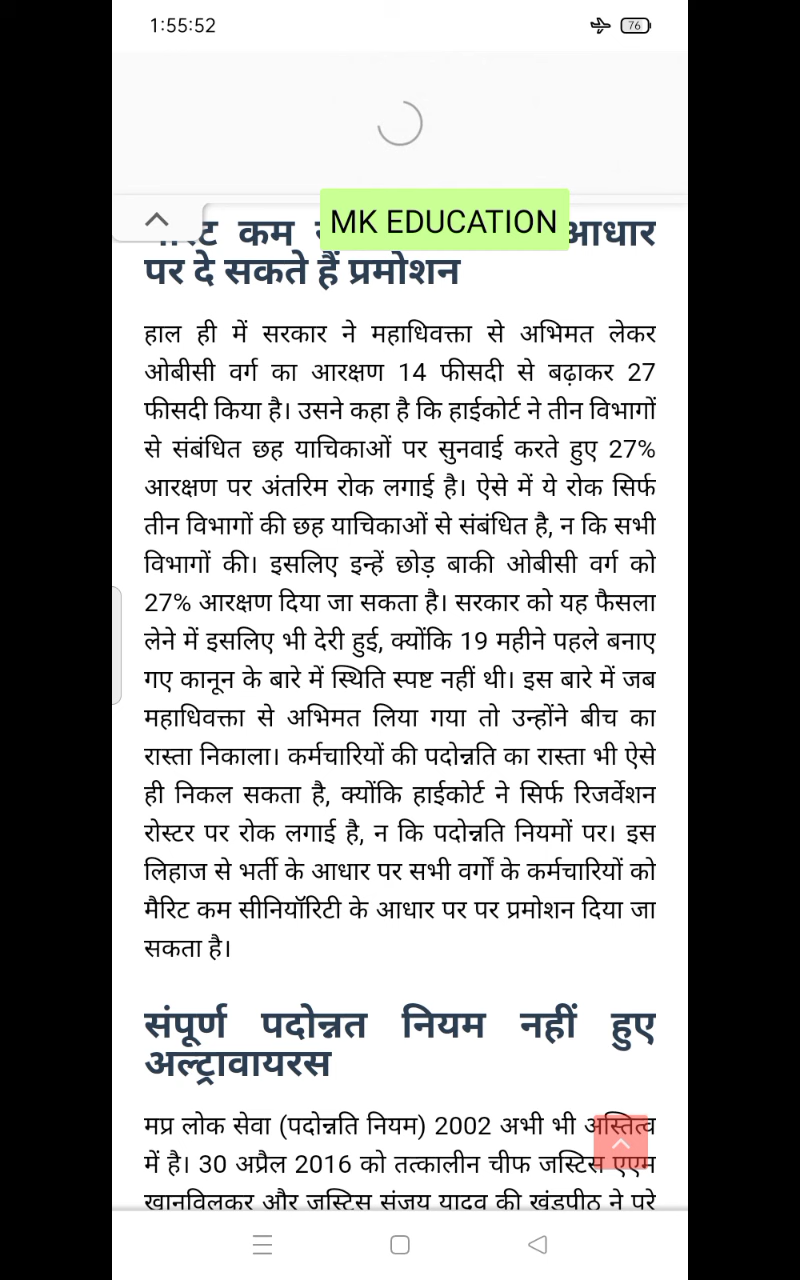 1:55:52
76
MK EDUCATION
कम आधार
पर दे सकते हैं प्रमोशन
हाल ही में सरकार ने महाधिवक्ता से अभिमत लेकर
ओबीसी वर्ग का आरक्षण 14 फीसदी से बढ़ाकर 27
फीसदी किया है। उसने कहा है कि हाईकोर्ट ने तीन विभागों
से संबंधित छह याचिकाओं पर सुनवाई करते हुए 27%
आरक्षण पर अंतरिम रोक लगाई है। ऐसे में ये रोक सिर्फ
तीन विभागों की छह याचिकाओं से संबंधित है, न कि सभी
विभागों की। इसलिए इन्हें छोड़ बाकी ओबीसी वर्ग को
27% आरक्षण दिया जा सकता है। सरकार को यह फैसला
लेने में इसलिए भी देरी हुई, क्योंकि 19 महीने पहले बनाए
गए कानून के बारे में स्थिति स्पष्ट नहीं थी। इस बारे में जब
महाधिवक्ता से अभिमत लिया गया तो उन्होंने बीच का
रास्ता निकाला। कर्मचारियों की पदोन्नति का रास्ता भी ऐसे
ही निकल सकता है, क्योंकि हाईकोर्ट ने सिर्फ रिजर्वेशन
रोस्टर पर रोक लगाई है, न कि पदोन्नति नियमों पर। इस
लिहाज से भर्ती के आधार पर सभी वर्गों के कर्मचारियों को
मैरिट कम सीनियॉरिटी के आधार पर पर प्रमोशन दिया जा
सकता है।
संपूर्ण पदोन्नत नियम नहीं हुए
अल्ट्रावायरस
मप्र लोक सेवा (पदोन्नति नियम) 2002 अभी भी अस्तित्व
में है। 30 अप्रैल 2016 को तत्कालीन चीफ जस्टिस एएम
खानविलकर और जस्टिस संजय यादव की खंडपीठ ने पूरे